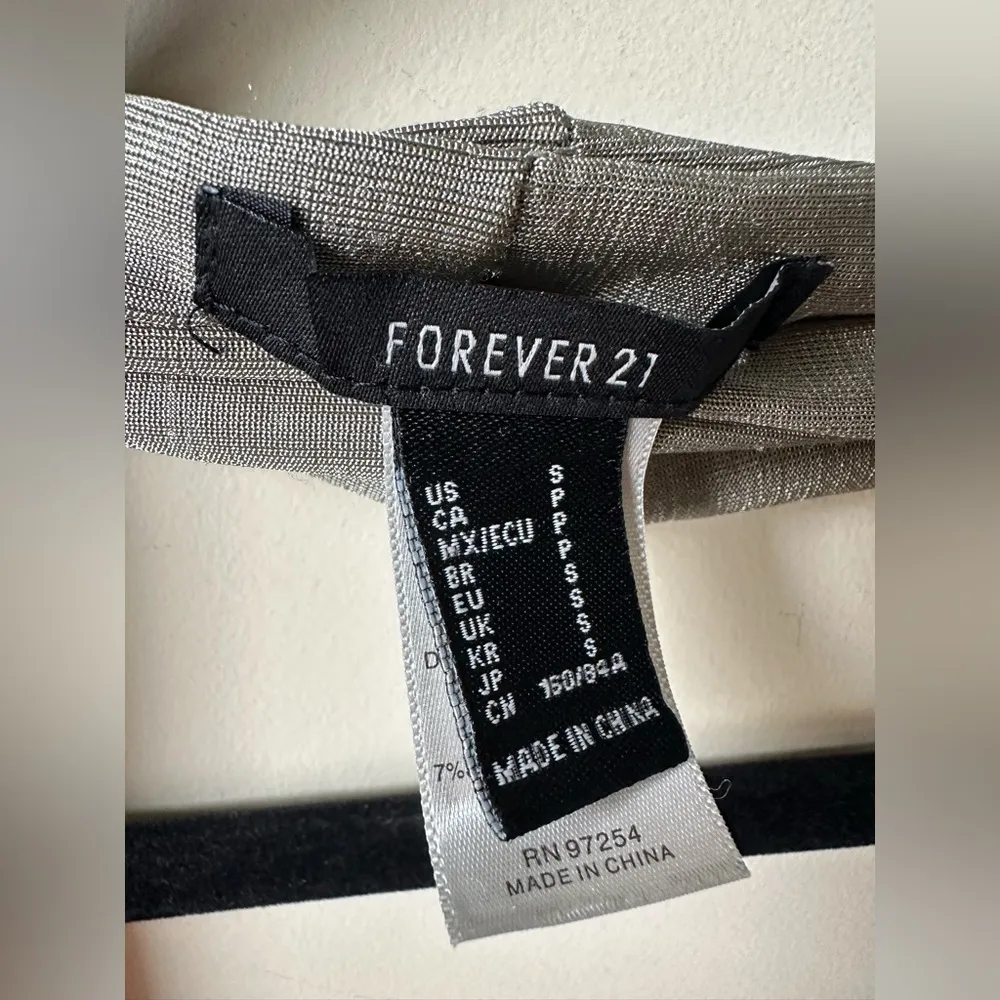 FOREVER 21
US S
CA P
MX/ECU P
BR P
EU S
UK S
KR S
JP S
CN 160/84A
MADE IN CHINA
D
7%
RN 97254
MADE IN CHINA